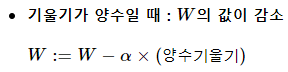 • 기울기가 양수일 때 : W의 값이 감소
W := W − α × (양수기울기)